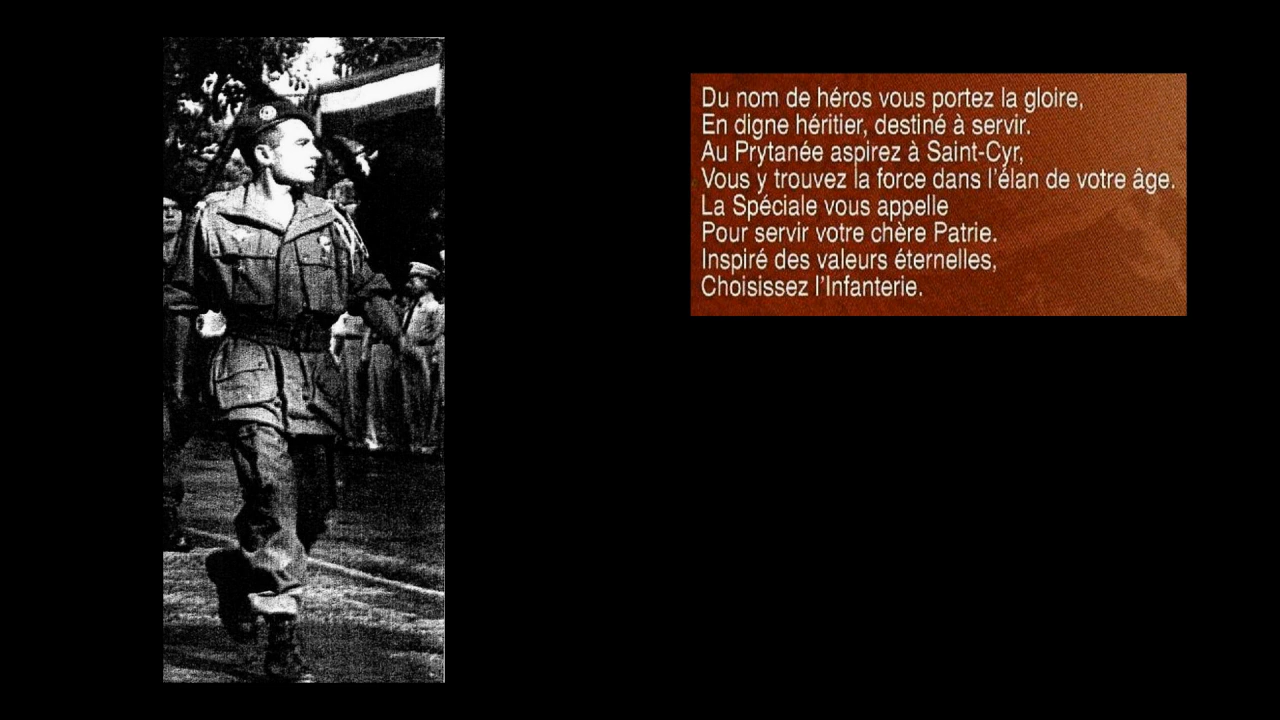 Du nom de héros vous portez la gloire,
En digne héritier, destiné à servir.
Au Prytanée aspirez à Saint-Cyr,
Vous y trouvez la force dans l'élan de votre âge.
La Spéciale vous appelle
Pour servir votre chère Patrie.
Inspiré des valeurs éternelles,
Choisissez l'Infanterie.